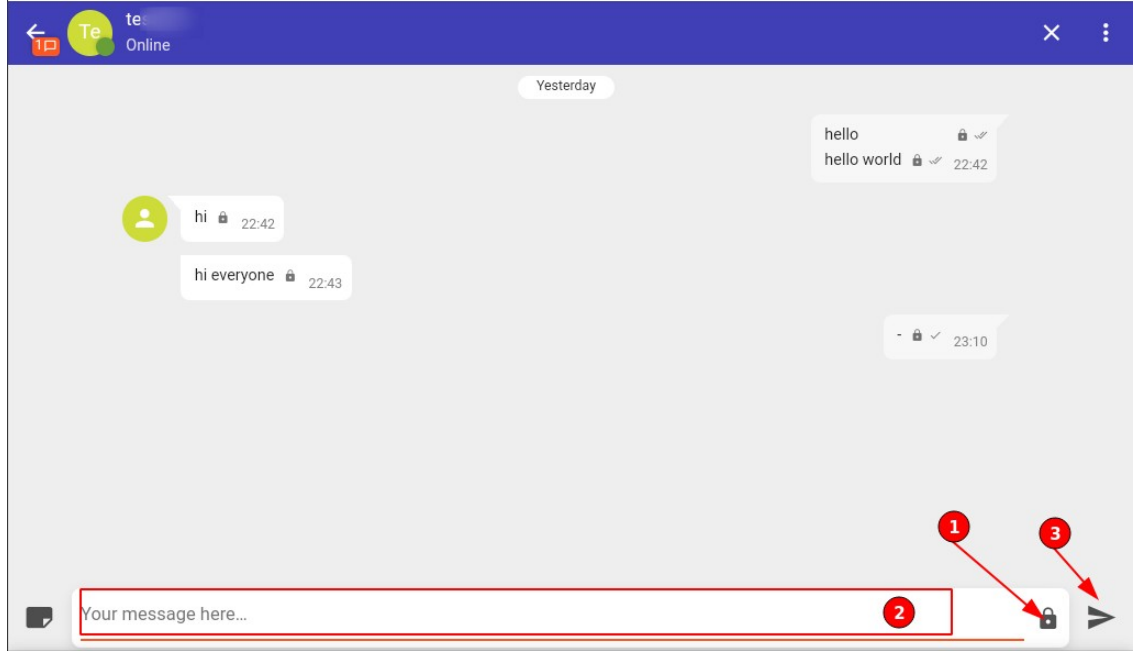 Te
Online
1
Yesterday
hello
hello world 22:42
hi 22:42
hi everyone 22:43
- 23:10
1
3
Your message here…
2